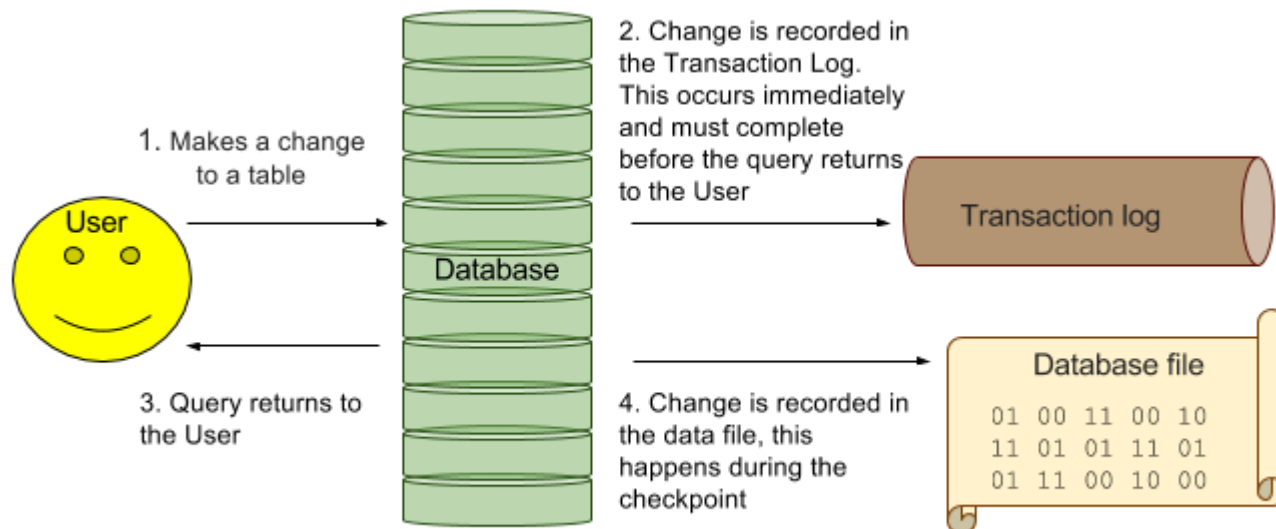 1. Makes a change
to a table
User
Database
2. Change is recorded in
the Transaction Log.
This occurs immediately
and must complete
before the query returns
to the User
Transaction log
3. Query returns to
the User
4. Change is recorded in
the data file, this
happens during the
checkpoint
Database file
01 00 11 00 10
11 01 01 11 01
01 11 00 10 00